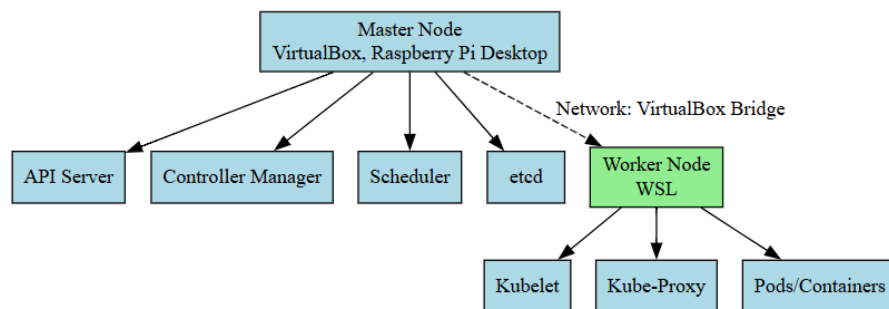 Master Node
VirtualBox, Raspberry Pi Desktop
Network: VirtualBox Bridge
API Server
Controller Manager
Scheduler
etcd
Worker Node
WSL
Kubelet
Kube-Proxy
Pods/Containers